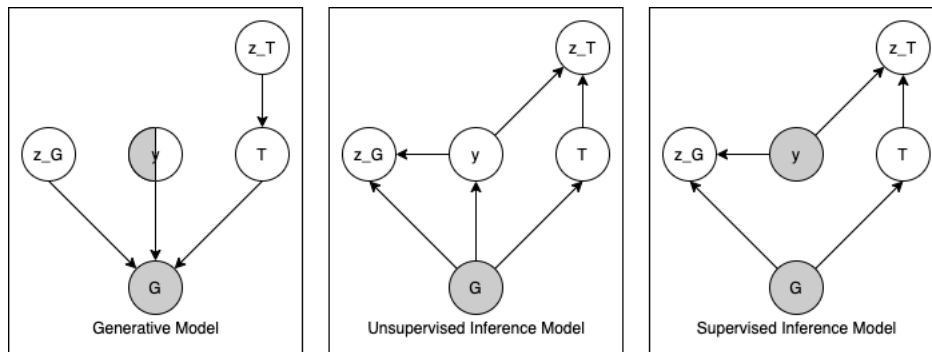 z_T
z_G
y
T
G
Generative Model
z_T
z_G
y
T
G
Unsupervised Inference Model
z_T
z_G
y
T
G
Supervised Inference Model